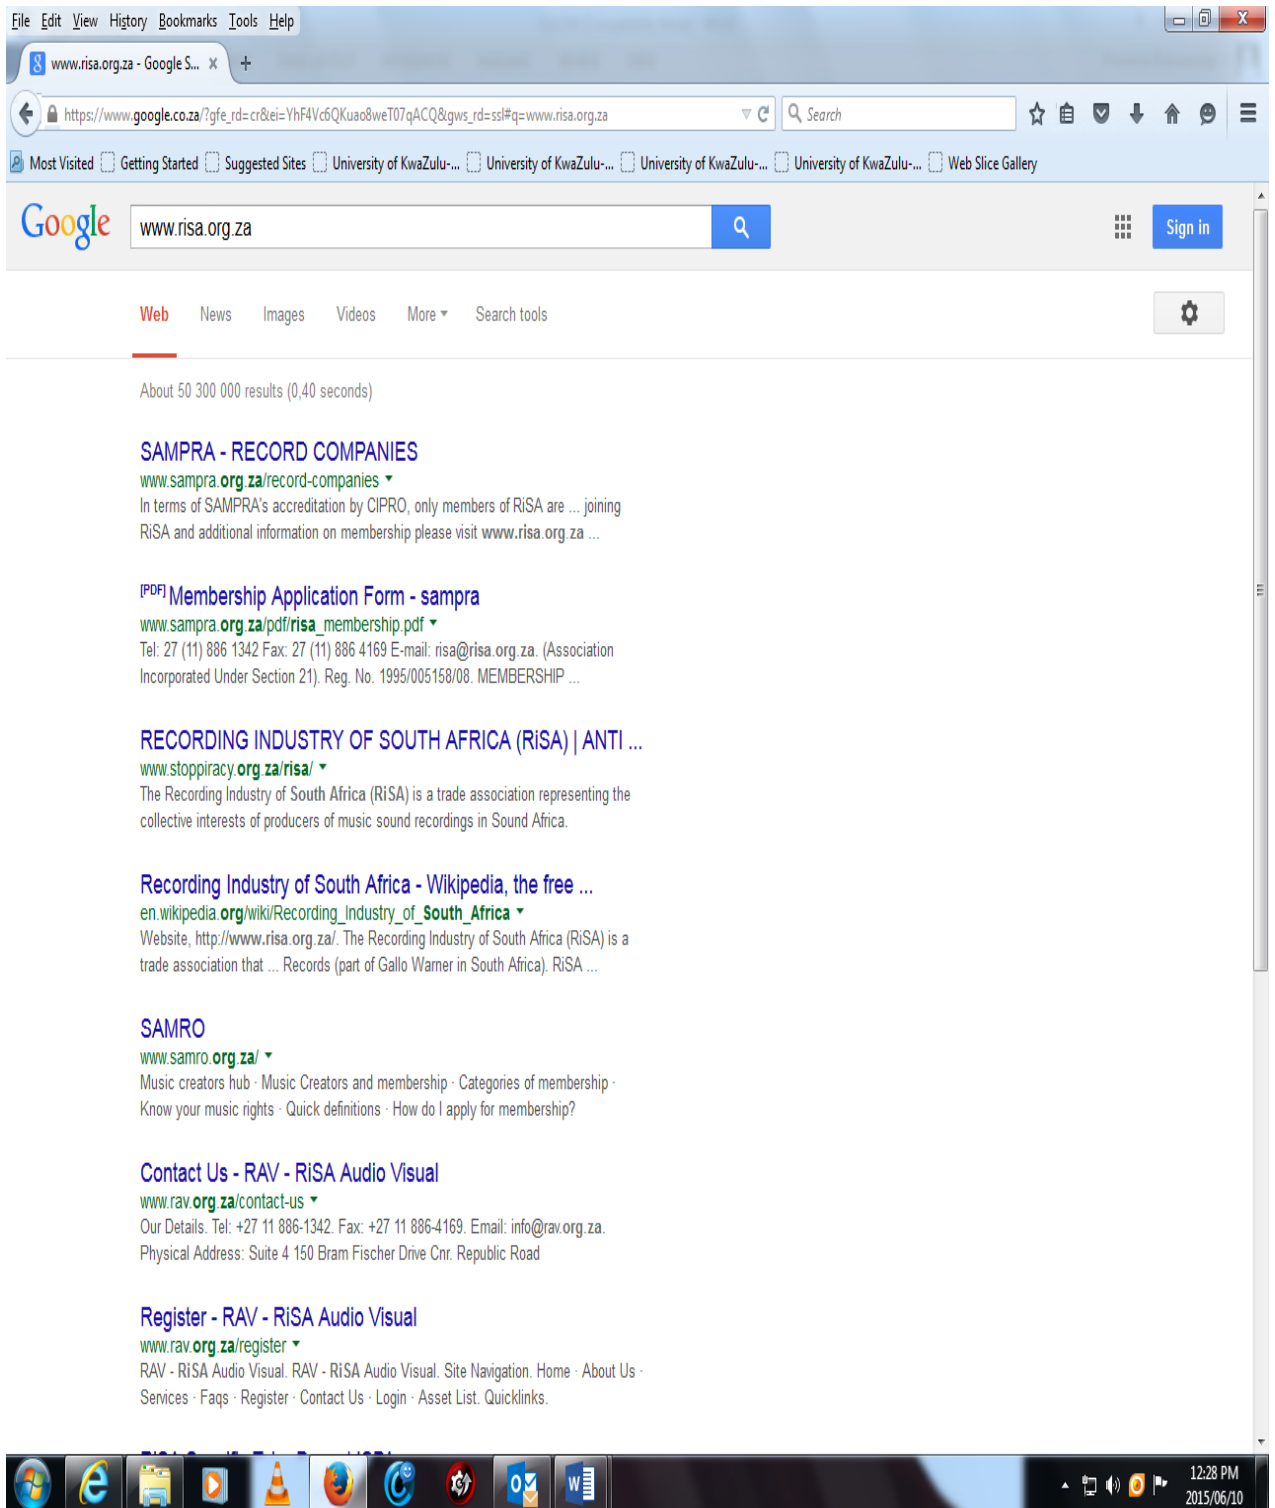 File Edit View History Bookmarks Tools Help
www.risa.org.za - Google S... ×
https://www.google.co.za/?gfe_rd=cr&ei=YhF4Vc6QKuao8weT07qACQ&gws_rd=ssl#q=www.risa.org.za Search
Most Visited Getting Started Suggested Sites University of KwaZulu-... University of KwaZulu-... University of KwaZulu-... University of KwaZulu-... Web Slice Gallery
Google www.risa.org.za Sign in
Web News Images Videos More Search tools
About 50 300 000 results (0,40 seconds)
SAMPRA - RECORD COMPANIES
www.sampra.org.za/record-companies
In terms of SAMPRA's accreditation by CIPRO, only members of RiSA are ... joining
RiSA and additional information on membership please visit www.risa.org.za ...
[PDF] Membership Application Form - sampra
www.sampra.org.za/pdf/risa_membership.pdf
Tel: 27 (11) 886 1342 Fax: 27 (11) 886 4169 E-mail: risa@risa.org.za. (Association
Incorporated Under Section 21). Reg. No. 1995/005158/08. MEMBERSHIP ...
RECORDING INDUSTRY OF SOUTH AFRICA (RiSA) | ANTI ...
www.stoppiracy.org.za/risa/
The Recording Industry of South Africa (RiSA) is a trade association representing the
collective interests of producers of music sound recordings in Sound Africa.
Recording Industry of South Africa - Wikipedia, the free ...
en.wikipedia.org/wiki/Recording_Industry_of_South_Africa
Website, http://www.risa.org.za/. The Recording Industry of South Africa (RiSA) is a
trade association that ... Records (part of Gallo Warner in South Africa). RiSA ...
SAMRO
www.samro.org.za/
Music creators hub · Music Creators and membership · Categories of membership ·
Know your music rights · Quick definitions · How do I apply for membership?
Contact Us - RAV - RiSA Audio Visual
www.rav.org.za/contact-us
Our Details. Tel: +27 11 886-1342. Fax: +27 11 886-4169. Email: info@rav.org.za.
Physical Address: Suite 4 150 Bram Fischer Drive Cnr. Republic Road
Register - RAV - RiSA Audio Visual
www.rav.org.za/register
RAV - RiSA Audio Visual. RAV - RiSA Audio Visual. Site Navigation. Home · About Us ·
Services · Faqs · Register · Contact Us · Login · Asset List. Quicklinks.
12:28 PM
2015/06/10